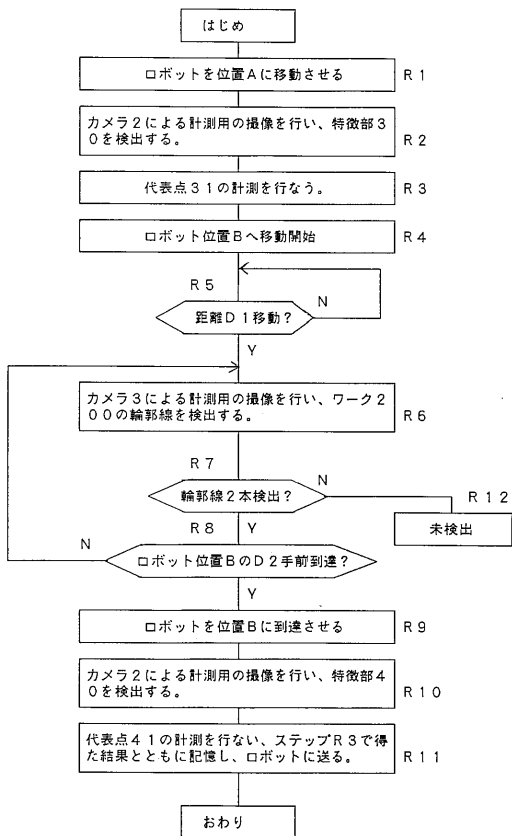 はじめ
ロボットを位置Aに移動させる
R1
カメラ2による計測用の撮像を行い、特徴部3
0を検出する。
R2
代表点31の計測を行なう。
R3
ロボット位置Bへ移動開始
R4
R5
N
距離D1移動?
Y
カメラ3による計測用の撮像を行い、ワーク2
00の輪郭線を検出する。
R6
R7
N
輪郭線2本検出?
R12
未検出
R8
Y
N
ロボット位置BのD2手前到達?
Y
ロボットを位置Bに到達させる
R9
カメラ2による計測用の撮像を行い、特徴部4
0を検出する。
R10
代表点41の計測を行ない、ステップR3で得
た結果とともに記憶し、ロボットに送る。
R11
おわり